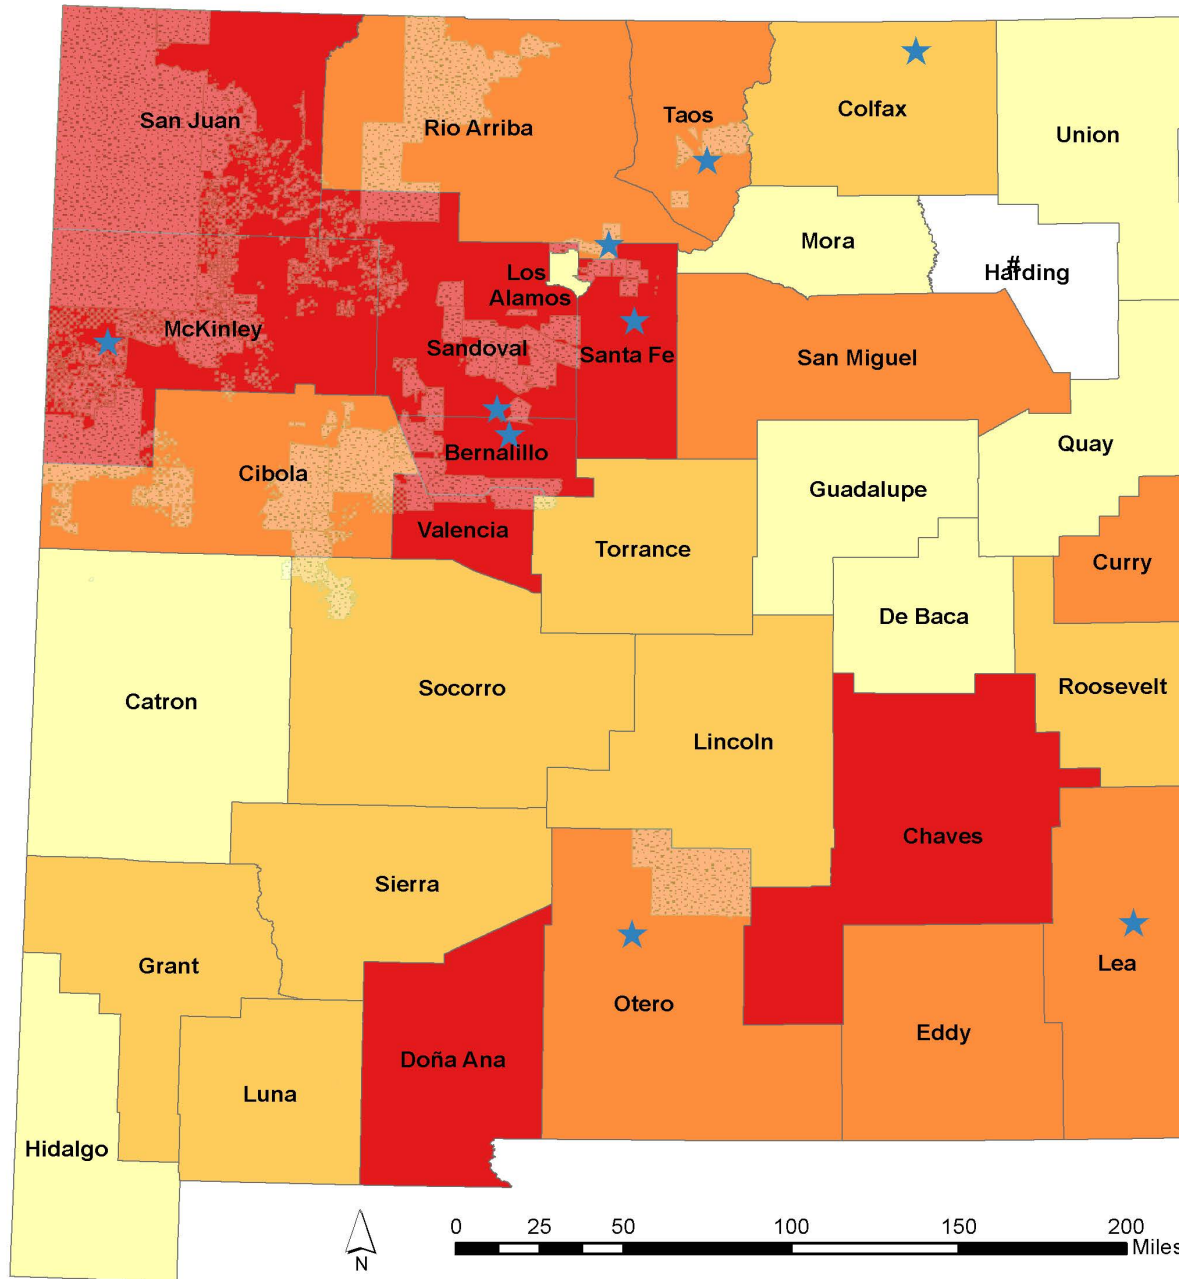 Colfax
Taos
San Juan
Rio Arriba
Union
Mora
Los
Alamos
#
Harding
McKinley
Sandoval
Santa Fe
San Miguel
Quay
Bernalillo
Cibola
Guadalupe
Valencia
Torrance
Curry
De Baca
Socorro
Roosevelt
Catron
Lincoln
Chaves
Sierra
Lea
Grant
Otero
Eddy
Doña Ana
Luna
Hidalgo
0 25 50 100 150 200
Miles
N